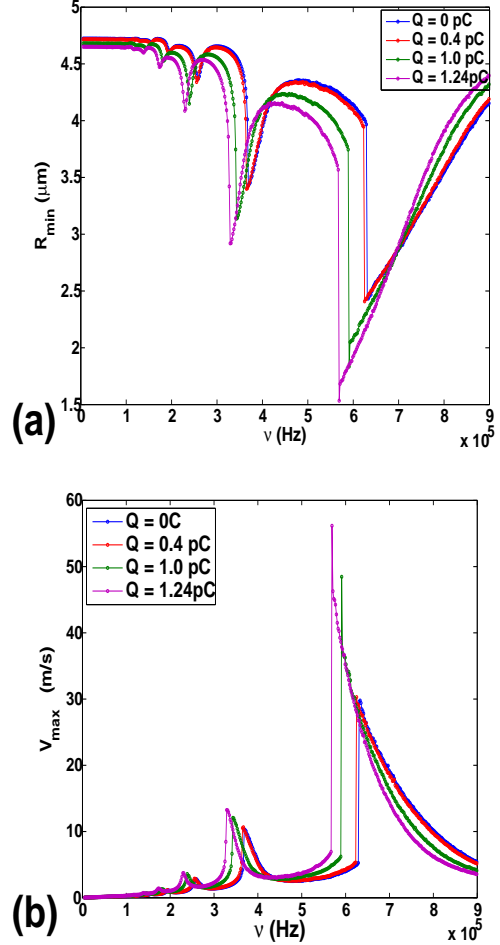 5
4.5
4
3.5
3
2.5
2
1.5
R_min (μm)
0 1 2 3 4 5 6 7 8 9
ν (Hz)
x 10^5
Q = 0 pC
Q = 0.4 pC
Q = 1.0 pC
Q = 1.24pC
(a)
60
50
40
30
20
10
0
V_max (m/s)
0 1 2 3 4 5 6 7 8 9
ν (Hz)
x 10^5
Q = 0C
Q = 0.4 pC
Q = 1.0 pC
Q = 1.24pC
(b)